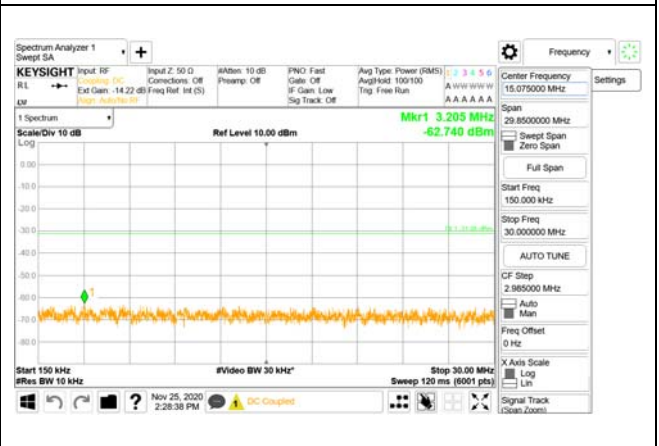 Spectrum Analyzer 1
Swept SA
+
Frequency
KEYSIGHT
RL
Input: RF
Coupling: DC
Ext Gain: -14.22 dB
Align: Auto/No RF
Input Z: 50 Ω
Corrections: Off
Freq Ref: Int (S)
#Atten: 10 dB
Preamp: Off
PNO: Fast
Gate: Off
IF Gain: Low
Sig Track: Off
Avg Type: Power (RMS)
Avg|Hold: 100/100
Trig: Free Run
1 2 3 4 5 6
A W W W W W
A A A A A A
1 Spectrum
Scale/Div 10 dB
Ref Level 10.00 dBm
Mkr1 3.205 MHz
-62.740 dBm
Log
0.00
-10.0
-20.0
-30.0
-40.0
-50.0
-60.0
-70.0
-80.0
1
Start 150 kHz
#Res BW 10 kHz
#Video BW 30 kHz*
Stop 30.00 MHz
Sweep 120 ms (6001 pts)
Nov 25, 2020
2:28:38 PM
DC Coupled
Center Frequency
15.075000 MHz
Settings
Span
29.8500000 MHz
Swept Span
Zero Span
Full Span
Start Freq
150.000 kHz
Stop Freq
30.000000 MHz
AUTO TUNE
CF Step
2.985000 MHz
Auto
Man
Freq Offset
0 Hz
X Axis Scale
Log
Lin
Signal Track
(Span Zoom)